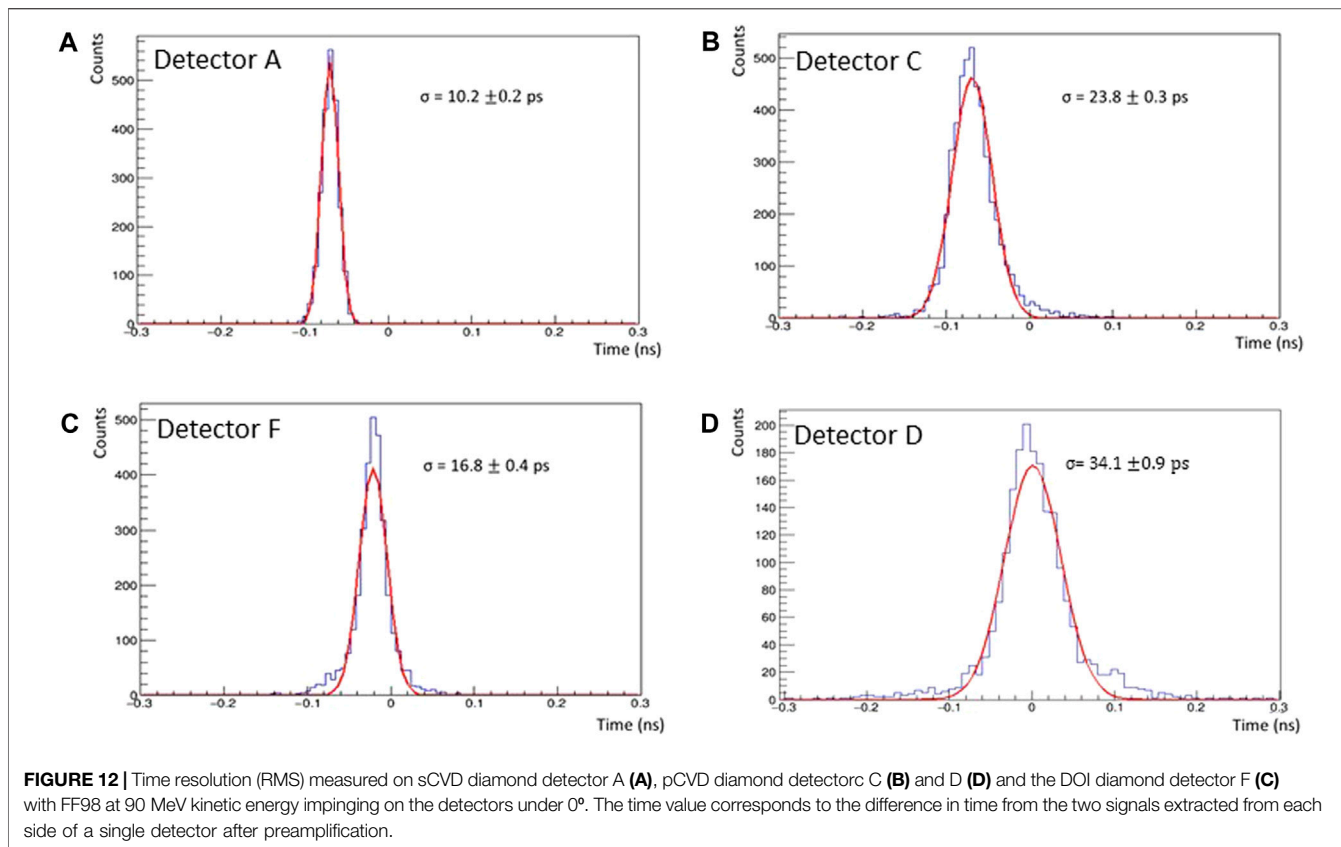 A
Counts
Detector A
σ = 10.2 ±0.2 ps
500
400
300
200
100
0
−0.3 −0.2 −0.1 0 0.1 0.2 0.3
Time (ns)
B
Counts
Detector C
σ = 23.8 ± 0.3 ps
500
400
300
200
100
0
−0.3 −0.2 −0.1 0 0.1 0.2 0.3
Time (ns)
C
Counts
Detector F
σ = 16.8 ± 0.4 ps
500
400
300
200
100
0
−0.3 −0.2 −0.1 0 0.1 0.2 0.3
Time (ns)
D
Counts
Detector D
σ= 34.1 ±0.9 ps
200
180
160
140
120
100
80
60
40
20
0
−0.3 −0.2 −0.1 0 0.1 0.2 0.3
Time (ns)
FIGURE 12 | Time resolution (RMS) measured on sCVD diamond detector A (A), pCVD diamond detectorc C (B) and D (D) and the DOI diamond detector F (C)
with FF98 at 90 MeV kinetic energy impinging on the detectors under 0º. The time value corresponds to the difference in time from the two signals extracted from each
side of a single detector after preamplification.